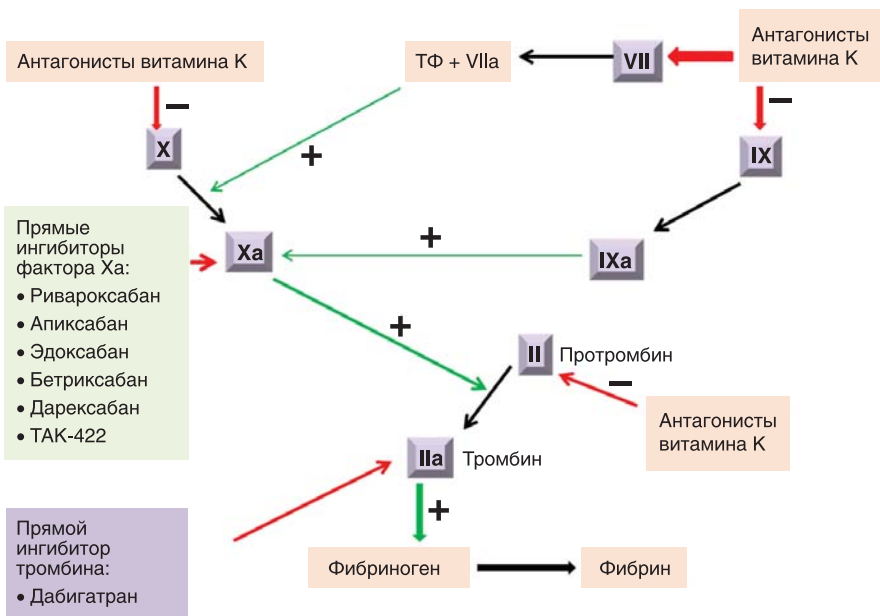 Антагонисты витамина К
ТФ + VIIa
VII
Антагонисты
витамина К
−
−
X
+
IX
Прямые
ингибиторы
фактора Ха:
• Ривароксабан
• Апиксабан
• Эдоксабан
• Бетриксабан
• Дарексабан
• ТАК-422
Xa
+
IXa
+
II
Протромбин
−
Антагонисты
витамина К
IIa
Тромбин
+
Прямой
ингибитор
тромбина:
• Дабигатран
Фибриноген
Фибрин